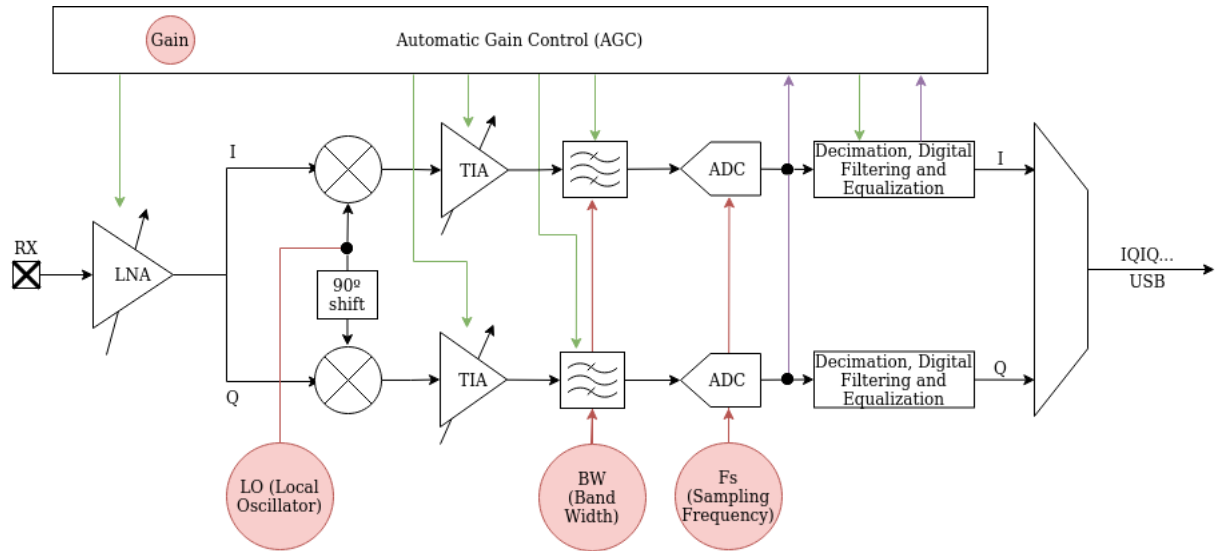 Gain
Automatic Gain Control (AGC)
I
TIA
ADC
Decimation, Digital
Filtering and
Equalization
I
RX
LNA
90º
shift
IQIQ...
USB
Q
TIA
ADC
Decimation, Digital
Filtering and
Equalization
Q
LO (Local
Oscillator)
BW
(Band
Width)
Fs
(Sampling
Frequency)